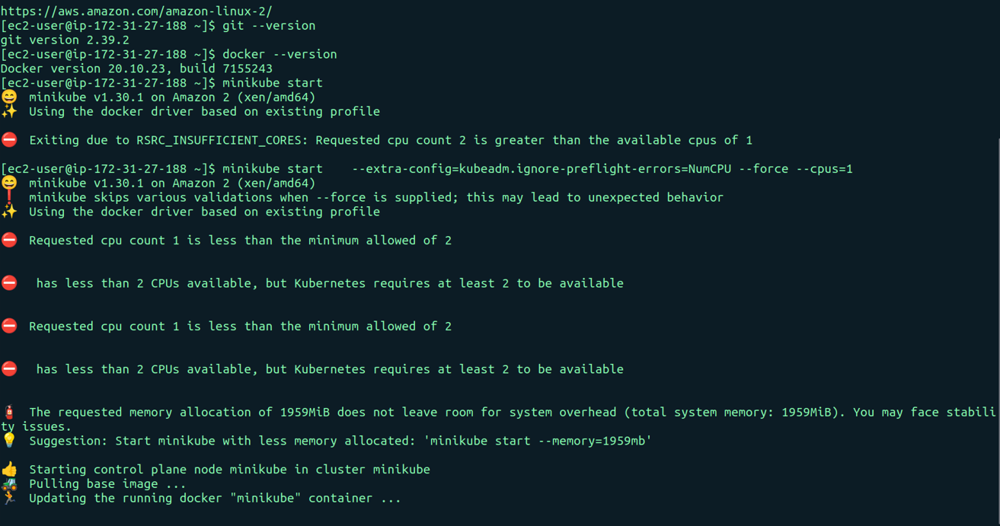 https://aws.amazon.com/amazon-linux-2/
[ec2-user@ip-172-31-27-188 ~]$ git --version
git version 2.39.2
[ec2-user@ip-172-31-27-188 ~]$ docker --version
Docker version 20.10.23, build 7155243
[ec2-user@ip-172-31-27-188 ~]$ minikube start
😄  minikube v1.30.1 on Amazon 2 (xen/amd64)
✨  Using the docker driver based on existing profile
⛔  Exiting due to RSRC_INSUFFICIENT_CORES: Requested cpu count 2 is greater than the available cpus of 1
[ec2-user@ip-172-31-27-188 ~]$ minikube start    --extra-config=kubeadm.ignore-preflight-errors=NumCPU --force --cpus=1
😄  minikube v1.30.1 on Amazon 2 (xen/amd64)
❗  minikube skips various validations when --force is supplied; this may lead to unexpected behavior
✨  Using the docker driver based on existing profile
⛔  Requested cpu count 1 is less than the minimum allowed of 2
⛔   has less than 2 CPUs available, but Kubernetes requires at least 2 to be available
⛔  Requested cpu count 1 is less than the minimum allowed of 2
⛔   has less than 2 CPUs available, but Kubernetes requires at least 2 to be available
🧯  The requested memory allocation of 1959MiB does not leave room for system overhead (total system memory: 1959MiB). You may face stabili
ty issues.
💡  Suggestion: Start minikube with less memory allocated: 'minikube start --memory=1959mb'
👍  Starting control plane node minikube in cluster minikube
🚜  Pulling base image ...
🏃  Updating the running docker "minikube" container ...